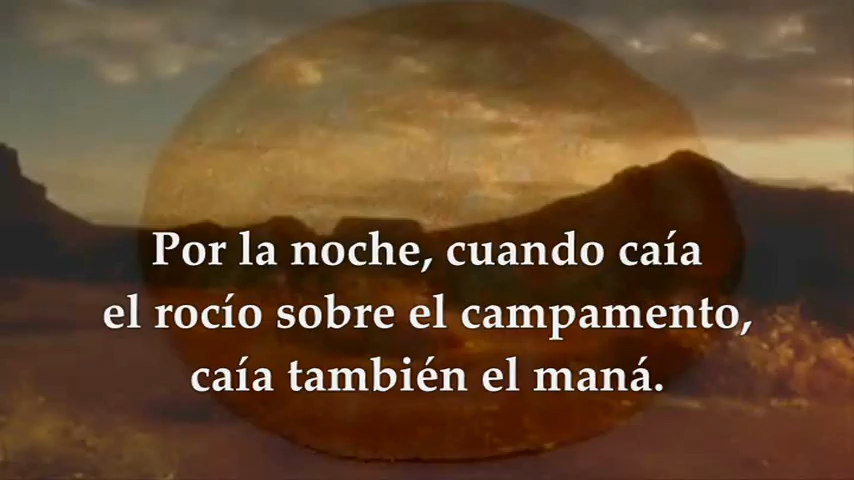 Por la noche, cuando caía
el rocío sobre el campamento,
caía también el maná.